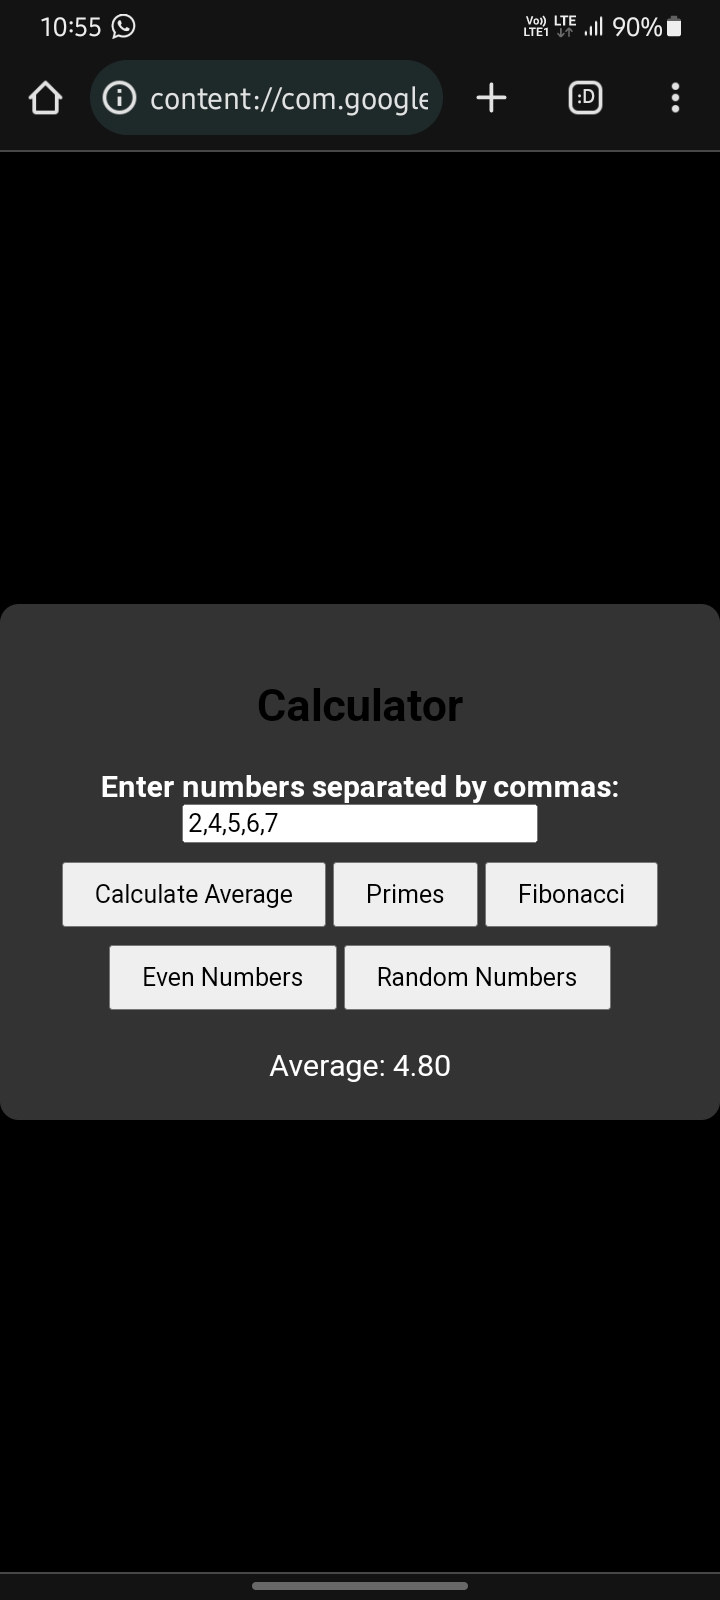 10:55 Vo)) LTE1 LTE 90%
content://com.google :D
Calculator
Enter numbers separated by commas:
2,4,5,6,7
Calculate Average Primes Fibonacci
Even Numbers Random Numbers
Average: 4.80